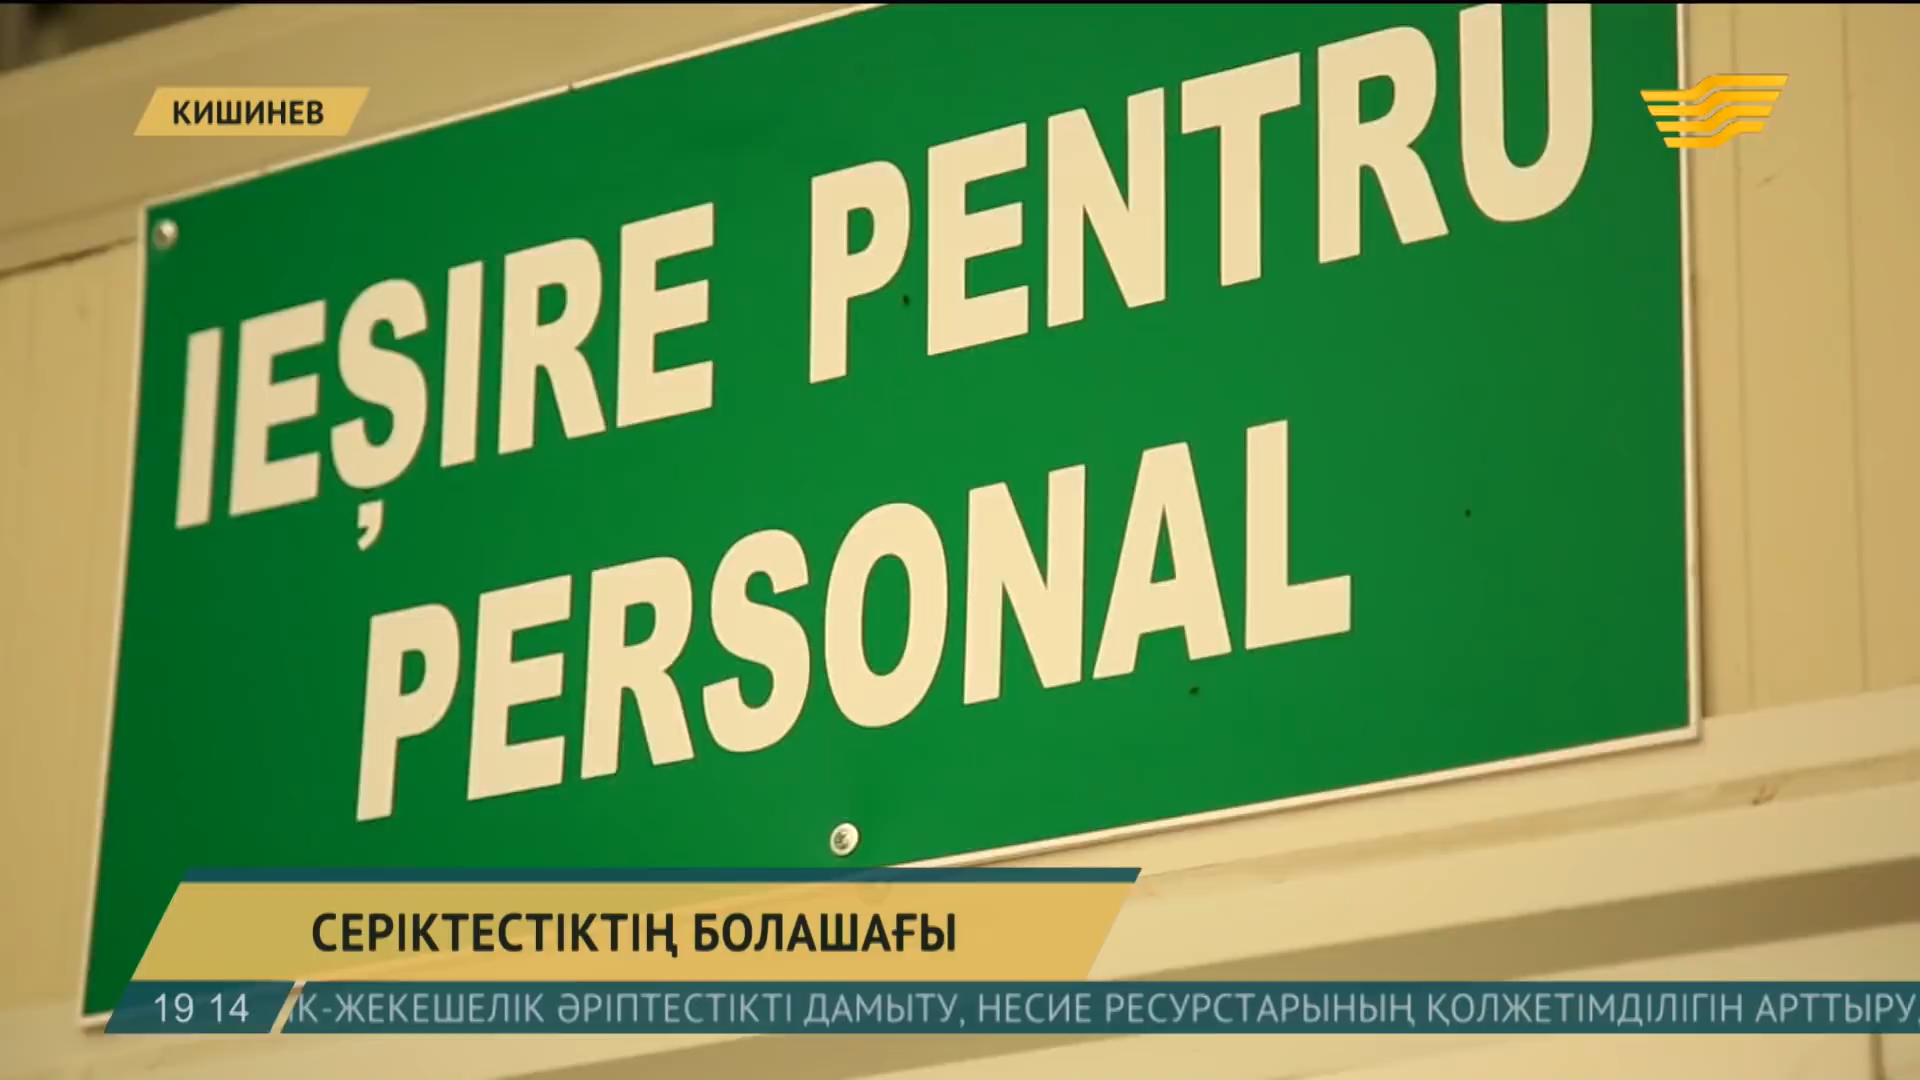 КИШИНЕВ
IEȘIRE PENTRU
PERSONAL
СЕРІКТЕСТІКТІҢ БОЛАШАҒЫ
19 14
К-ЖЕКЕШЕЛІК ӘРІПТЕСТІКТІ ДАМЫТУ, НЕСИЕ РЕСУРСТАРЫНЫҢ ҚОЛЖЕТІМДІЛІГІН АРТТЫРУ